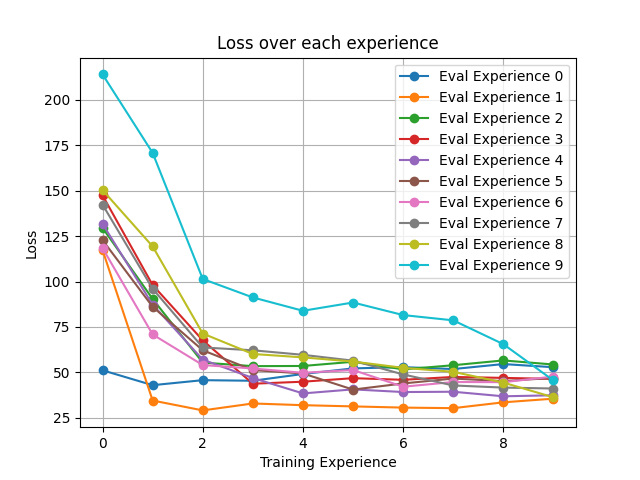 Loss over each experience
Loss
225
200
175
150
125
100
75
50
25
0
2
4
6
8
Training Experience
Eval Experience 0
Eval Experience 1
Eval Experience 2
Eval Experience 3
Eval Experience 4
Eval Experience 5
Eval Experience 6
Eval Experience 7
Eval Experience 8
Eval Experience 9